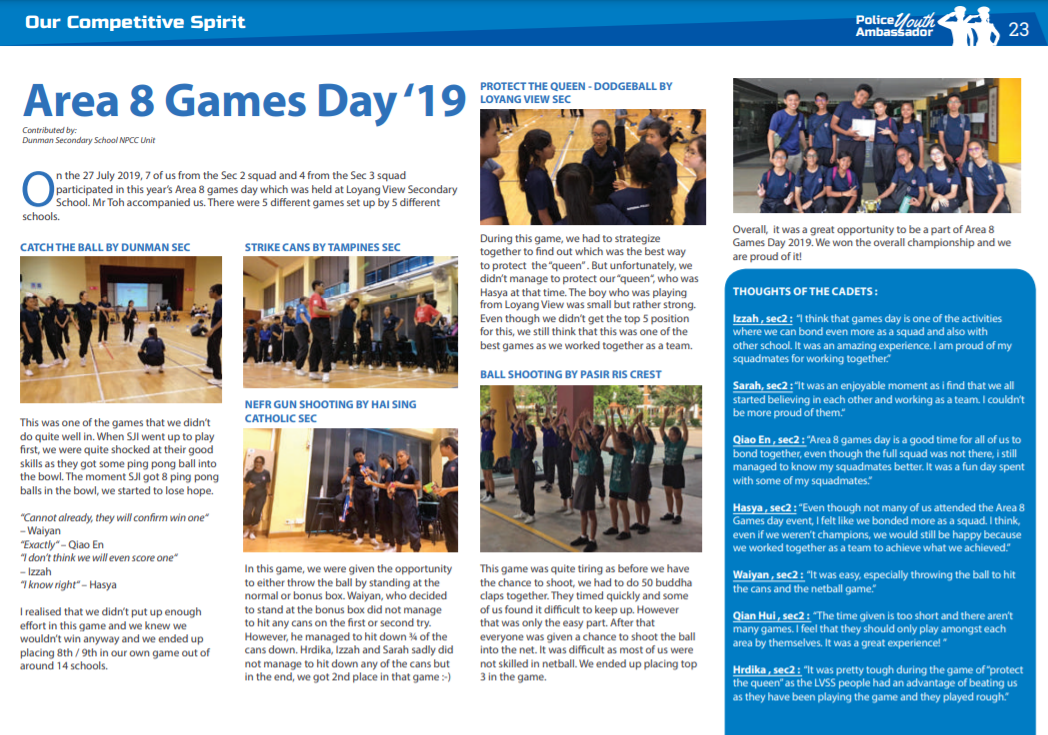 Our Competitive Spirit
Police Youth
Ambassador
23
Area 8 Games Day ‘19
Contributed by:
Dunman Secondary School NPCC Unit
On the 27 July 2019, 7 of us from the Sec 2 squad and 4 from the Sec 3 squad
participated in this year’s Area 8 games day which was held at Loyang View Secondary
School. Mr Toh accompanied us. There were 5 different games set up by 5 different
schools.
CATCH THE BALL BY DUNMAN SEC
This was one of the games that we didn’t
do quite well in. When SJI went up to play
first, we were quite shocked at their good
skills as they got some ping pong ball into
the bowl. The moment SJI got 8 ping pong
balls in the bowl, we started to lose hope.
“Cannot already, they will confirm win one”
– Waiyan
“Exactly” – Qiao En
“I don’t think we will even score one”
– Izzah
“I know right” – Hasya
I realised that we didn’t put up enough
effort in this game and we knew we
wouldn’t win anyway and we ended up
placing 8th / 9th in our own game out of
around 14 schools.
STRIKE CANS BY TAMPINES SEC
NEFR GUN SHOOTING BY HAI SING
CATHOLIC SEC
In this game, we were given the opportunity
to either throw the ball by standing at the
normal or bonus box. Waiyan, who decided
to stand at the bonus box did not manage
to hit any cans on the first or second try.
However, he managed to hit down ¾ of the
cans down. Hrdika, Izzah and Sarah sadly did
not manage to hit down any of the cans but
in the end, we got 2nd place in that game :-)
PROTECT THE QUEEN - DODGEBALL BY
LOYANG VIEW SEC
During this game, we had to strategize
together to find out which was the best way
to protect the “queen” . But unfortunately, we
didn’t manage to protect our “queen”, who was
Hasya at that time. The boy who was playing
from Loyang View was small but rather strong.
Even though we didn’t get the top 5 position
for this, we still think that this was one of the
best games as we worked together as a team.
BALL SHOOTING BY PASIR RIS CREST
This game was quite tiring as before we have
the chance to shoot, we had to do 50 buddha
claps together. They timed quickly and some
of us found it difficult to keep up. However
that was only the easy part. After that
everyone was given a chance to shoot the ball
into the net. It was difficult as most of us were
not skilled in netball. We ended up placing top
3 in the game.
Overall, it was a great opportunity to be a part of Area 8
Games Day 2019. We won the overall championship and we
are proud of it!
THOUGHTS OF THE CADETS :
Izzah , sec2 : “I think that games day is one of the activities
where we can bond even more as a squad and also with
other school. It was an amazing experience. I am proud of my
squadmates for working together.”
Sarah, sec2 : “It was an enjoyable moment as i find that we all
started believing in each other and working as a team. I couldn’t
be more proud of them.”
Qiao En , sec2 : “Area 8 games day is a good time for all of us to
bond together, even though the full squad was not there, i still
managed to know my squadmates better. It was a fun day spent
with some of my squadmates.”
Hasya , sec2 : “Even though not many of us attended the Area 8
Games day event, I felt like we bonded more as a squad. I think,
even if we weren’t champions, we would still be happy because
we worked together as a team to achieve what we achieved.”
Waiyan , sec2 : “It was easy, especially throwing the ball to hit
the cans and the netball game.”
Qian Hui , sec2 : “The time given is too short and there aren’t
many games. I feel that they should only play amongst each
area by themselves. It was a great experience! ”
Hrdika , sec2 : “It was pretty tough during the game of “protect
the queen” as the LVSS people had an advantage of beating us
as they have been playing the game and they played rough.”